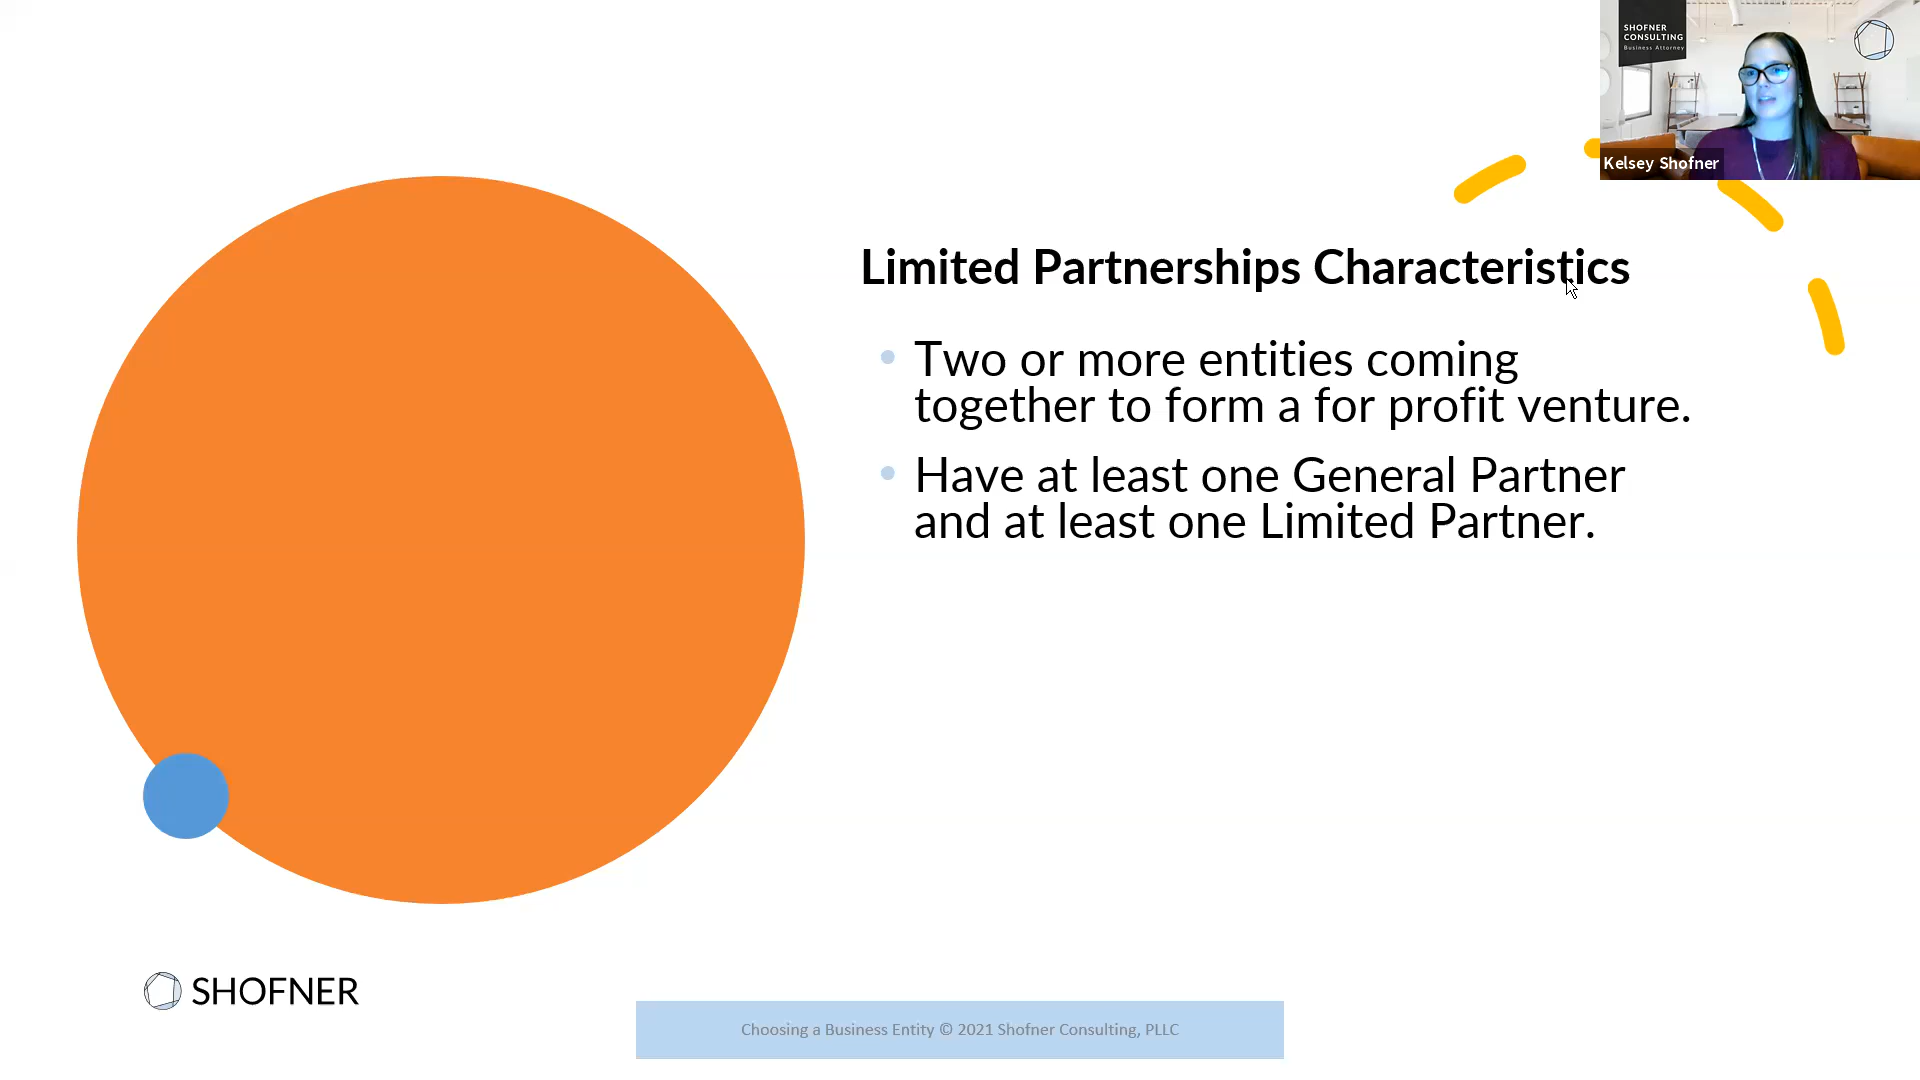 SHOFNER
CONSULTING
Business Attorney
Kelsey Shofner
Limited Partnerships Characteristics
Two or more entities coming
together to form a for profit venture.
Have at least one General Partner
and at least one Limited Partner.
SHOFNER
Choosing a Business Entity © 2021 Shofner Consulting, PLLC